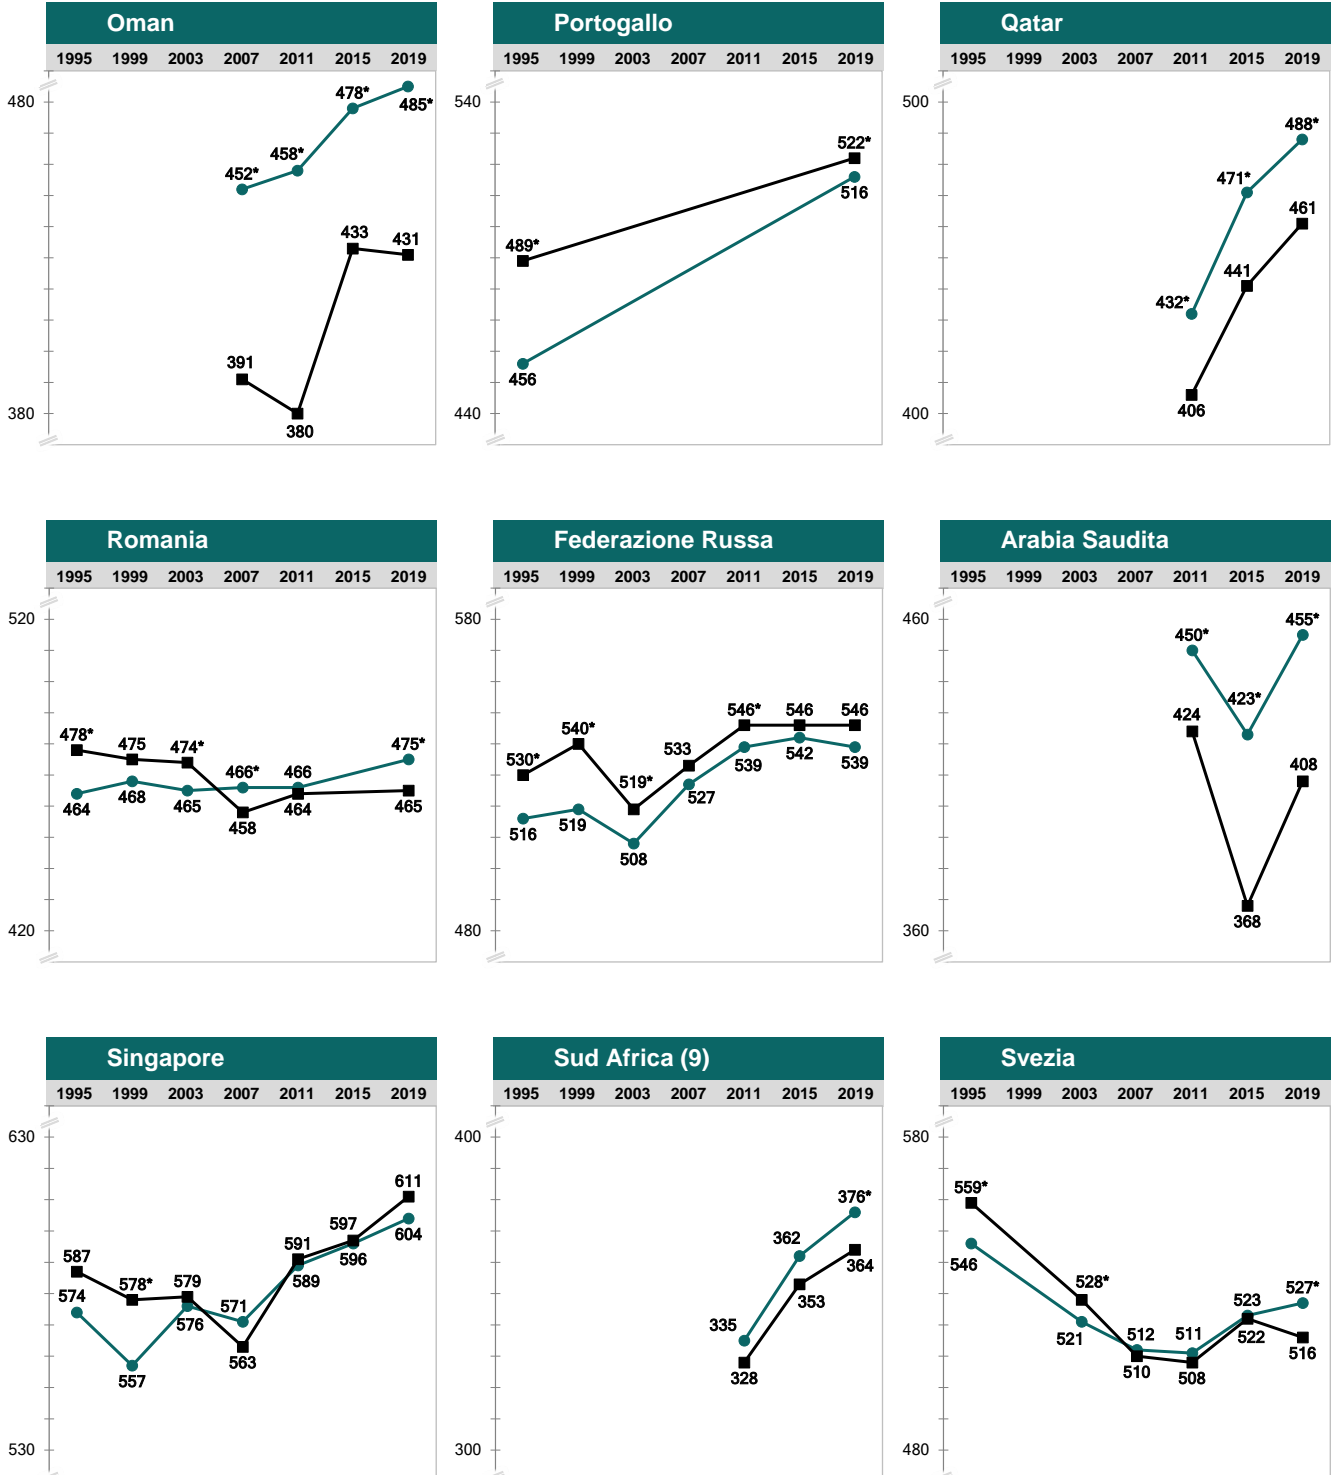 Oman
1995 1999 2003 2007 2011 2015 2019
480
380
452* 458* 478* 485*
391 380 433 431
Portogallo
1995 1999 2003 2007 2011 2015 2019
540
440
489* 522*
456 516
Qatar
1995 1999 2003 2007 2011 2015 2019
500
400
432* 471* 488*
406 441 461
Romania
1995 1999 2003 2007 2011 2015 2019
520
420
478* 475 474* 466* 466 475*
464 468 465 458 464 465
Federazione Russa
1995 1999 2003 2007 2011 2015 2019
580
480
530* 540* 519* 533 546* 546 546
516 519 508 527 539 542 539
Arabia Saudita
1995 1999 2003 2007 2011 2015 2019
460
360
450* 423* 455*
424 368 408
Singapore
1995 1999 2003 2007 2011 2015 2019
630
530
587 578* 579 571 591 597 611
574 557 576 563 589 596 604
Sud Africa (9)
1995 1999 2003 2007 2011 2015 2019
400
300
335 362 376*
328 353 364
Svezia
1995 1999 2003 2007 2011 2015 2019
580
480
559* 528* 512 511 523 527*
546 521 510 508 522 516